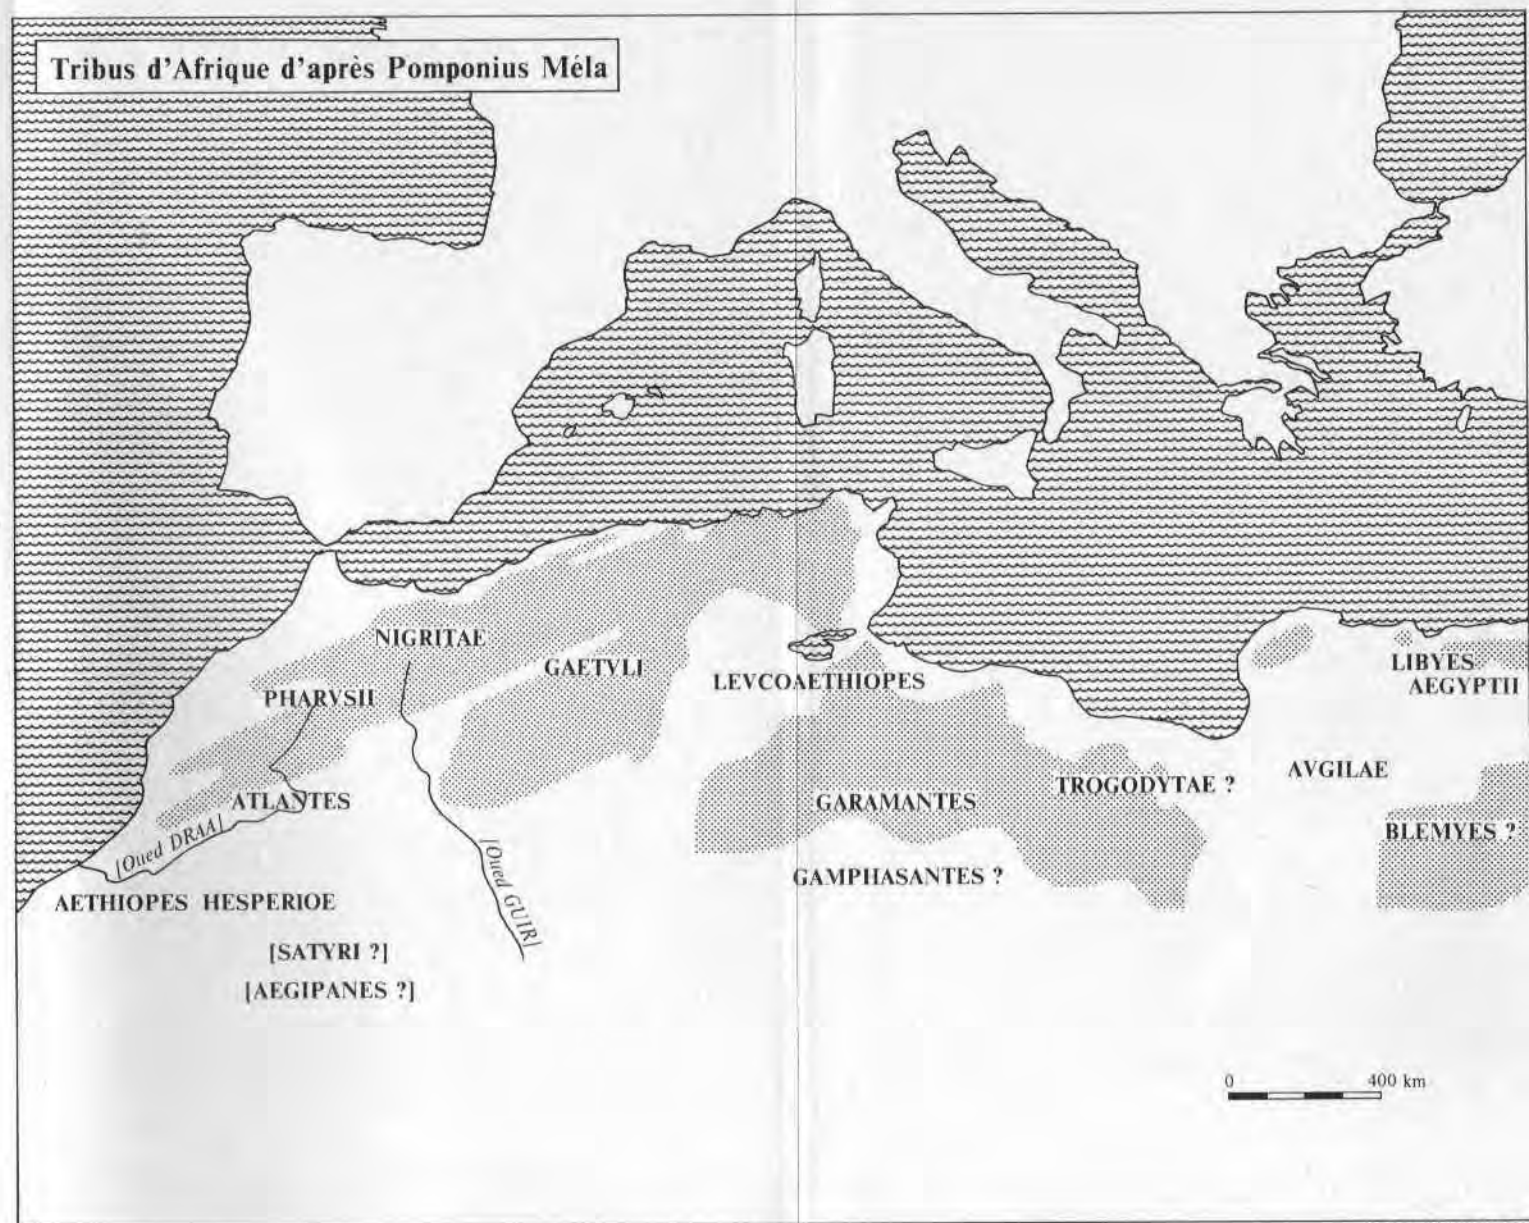 Tribus d'Afrique d'après Pomponius Méla
NIGRITAE
GAETVLI
PHARVSII
LEVCOAETHIOPES
LIBYES
AEGYPTII
ATLANTES
GARAMANTES
TROGODYTAE ?
AVGILAE
BLEMYES ?
[Oued DRAA]
[Oued GUIR]
GAMPHASANTES ?
AETHIOPES HESPERIOE
[SATYRI ?]
[AEGIPANES ?]
0 400 km